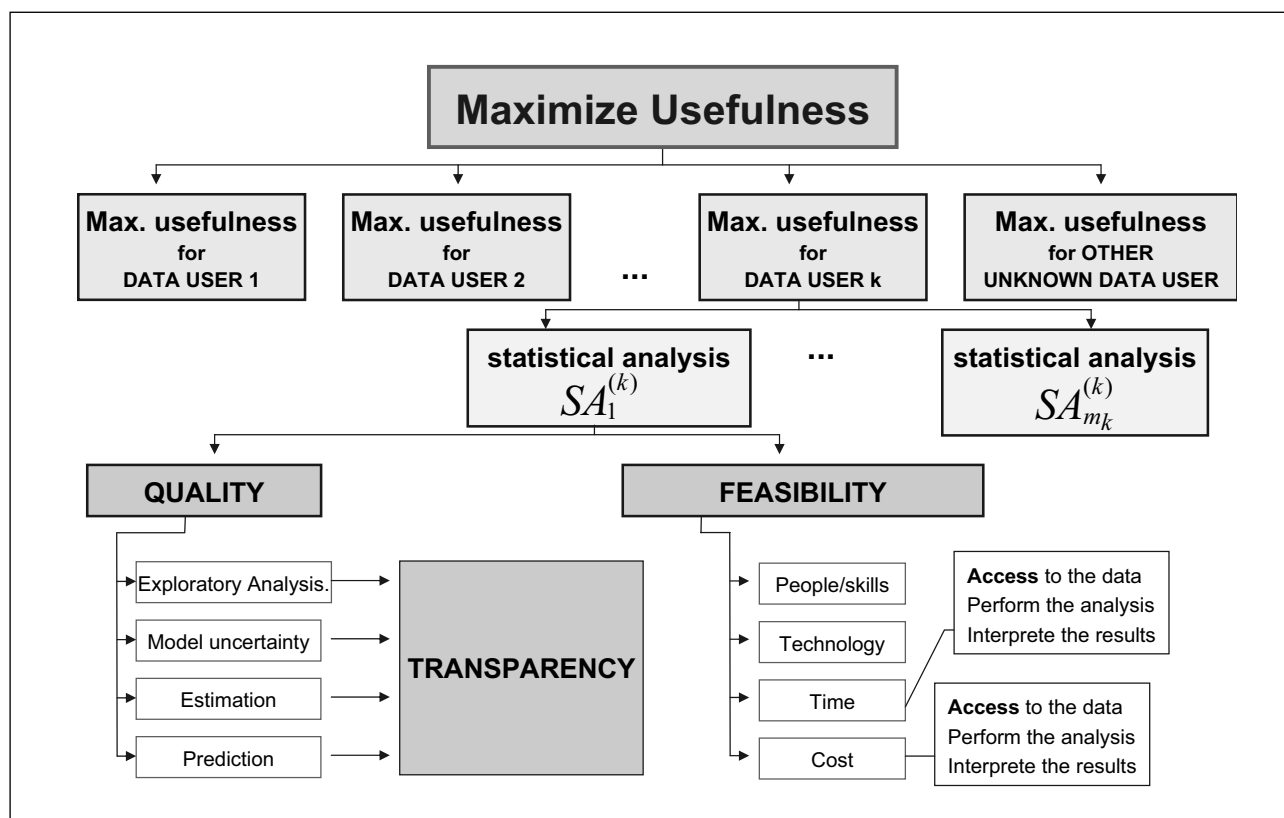 Maximize Usefulness
Max. usefulness
for
DATA USER 1
Max. usefulness
for
DATA USER 2
...
Max. usefulness
for
DATA USER k
Max. usefulness
for OTHER
UNKNOWN DATA USER
statistical analysis
SA_1^{(k)}
...
statistical analysis
SA_{m_k}^{(k)}
QUALITY
FEASIBILITY
Exploratory Analysis.
Model uncertainty
Estimation
Prediction
TRANSPARENCY
People/skills
Technology
Time
Cost
Access to the data
Perform the analysis
Interprete the results
Access to the data
Perform the analysis
Interprete the results